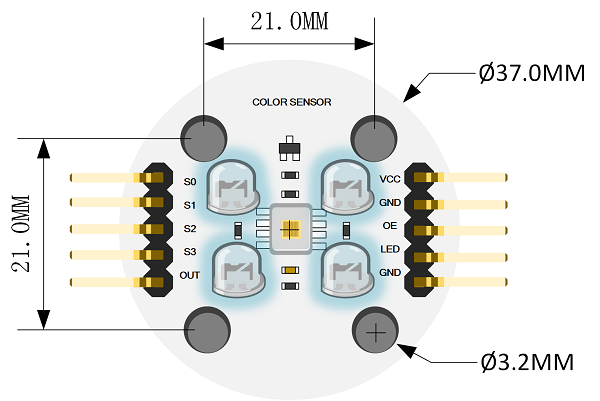 21.0MM
Ø37.0MM
COLOR SENSOR
S0
S1
S2
S3
OUT
VCC
GND
OE
LED
GND
21.0MM
Ø3.2MM